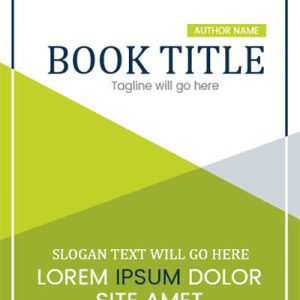 AUTHOR NAME
BOOK TITLE
Tagline will go here
SLOGAN TEXT WILL GO HERE
LOREM IPSUM DOLOR
SITE AMET